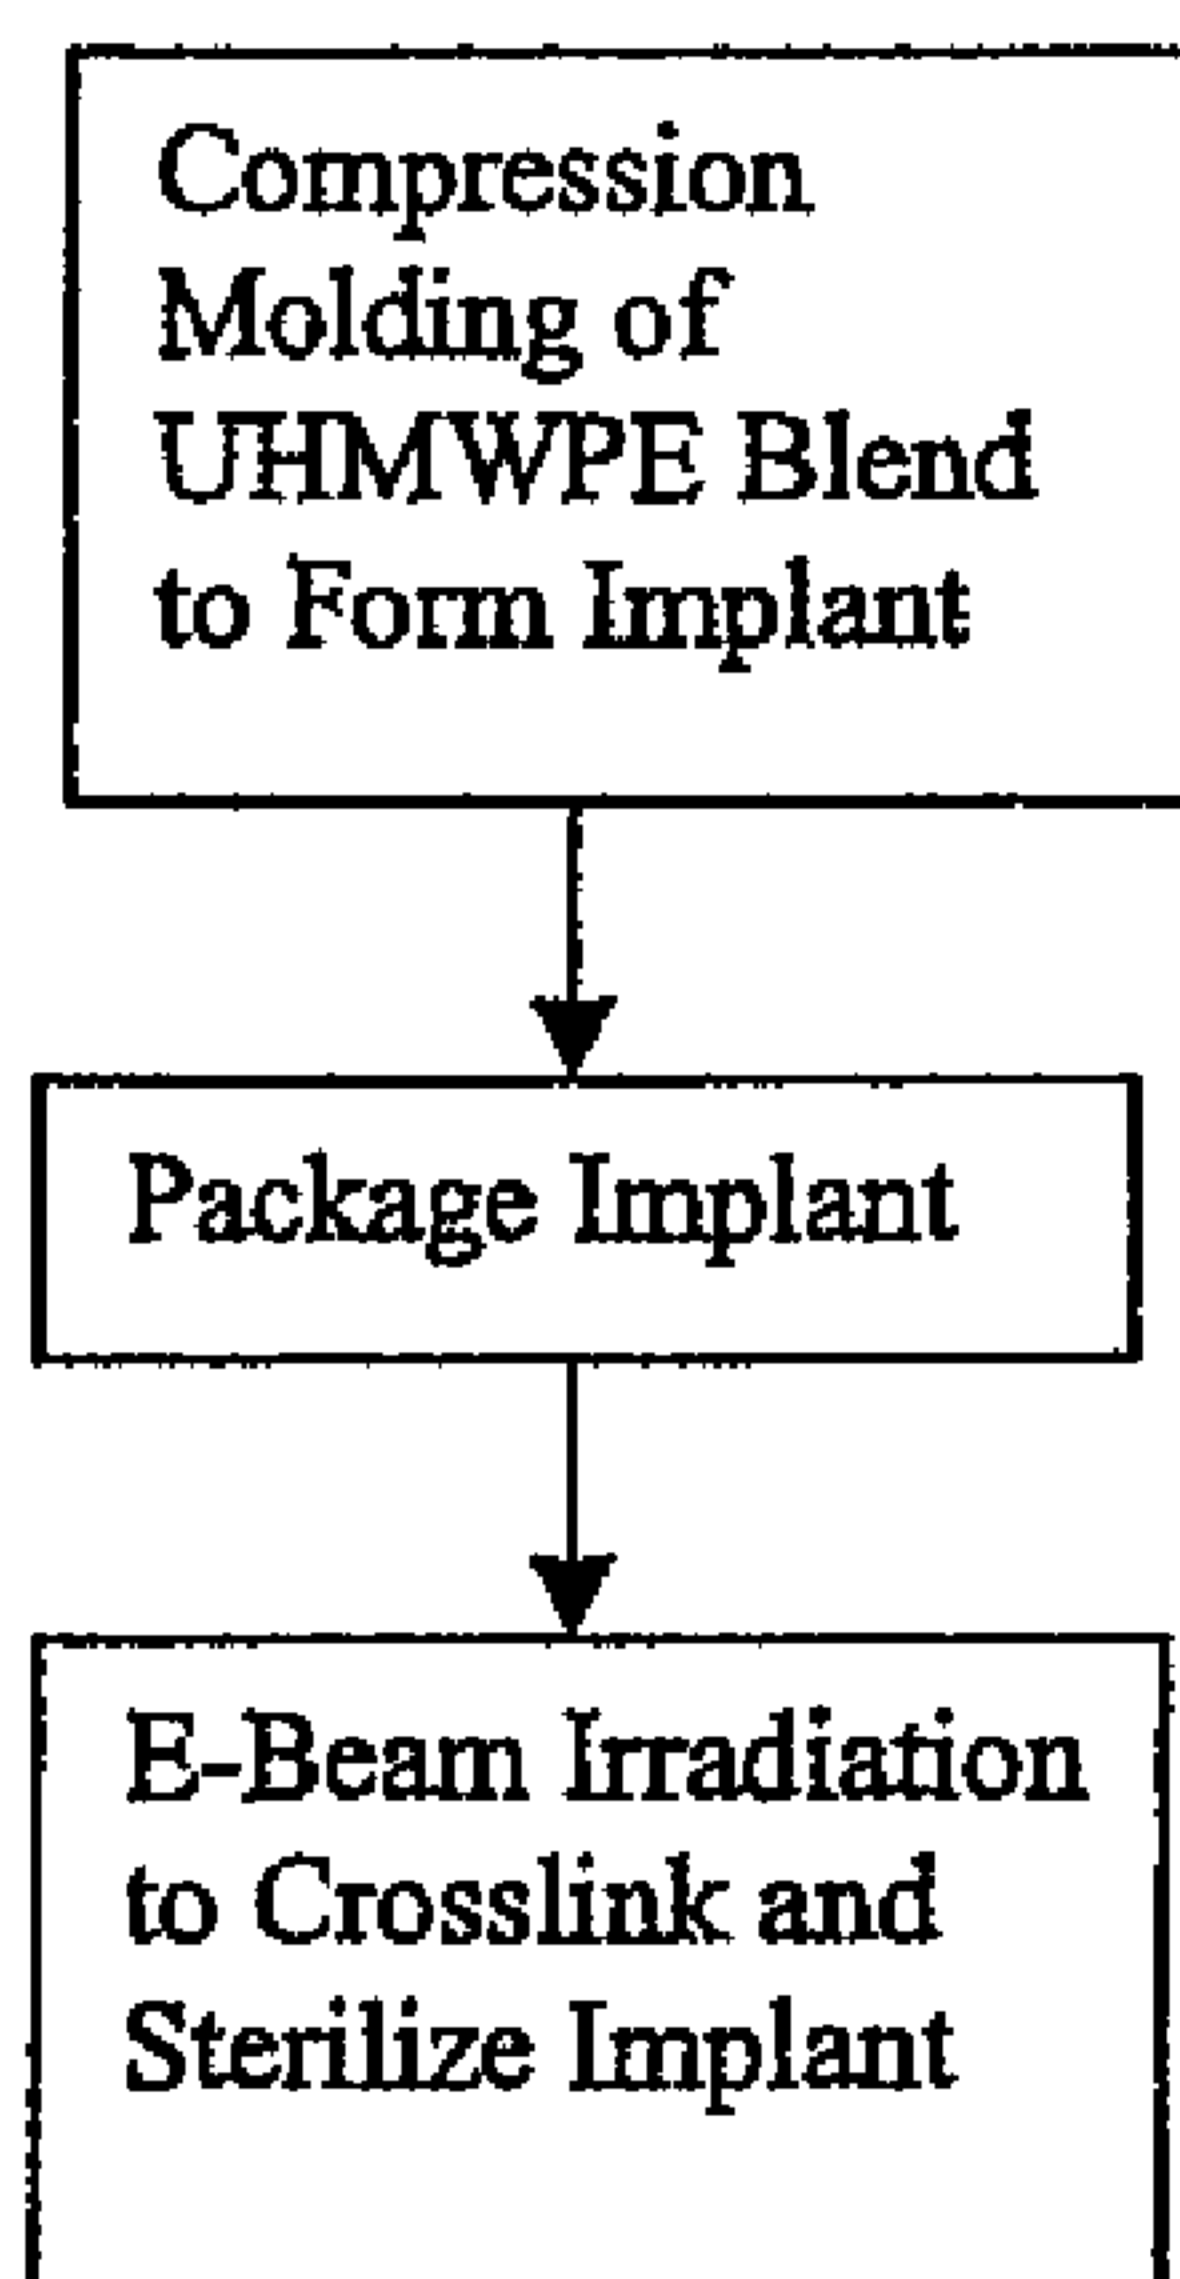 Compression
Molding of
UHMWPE Blend
to Form Implant
Package Implant
E-Beam Irradiation
to Crosslink and
Sterilize Implant